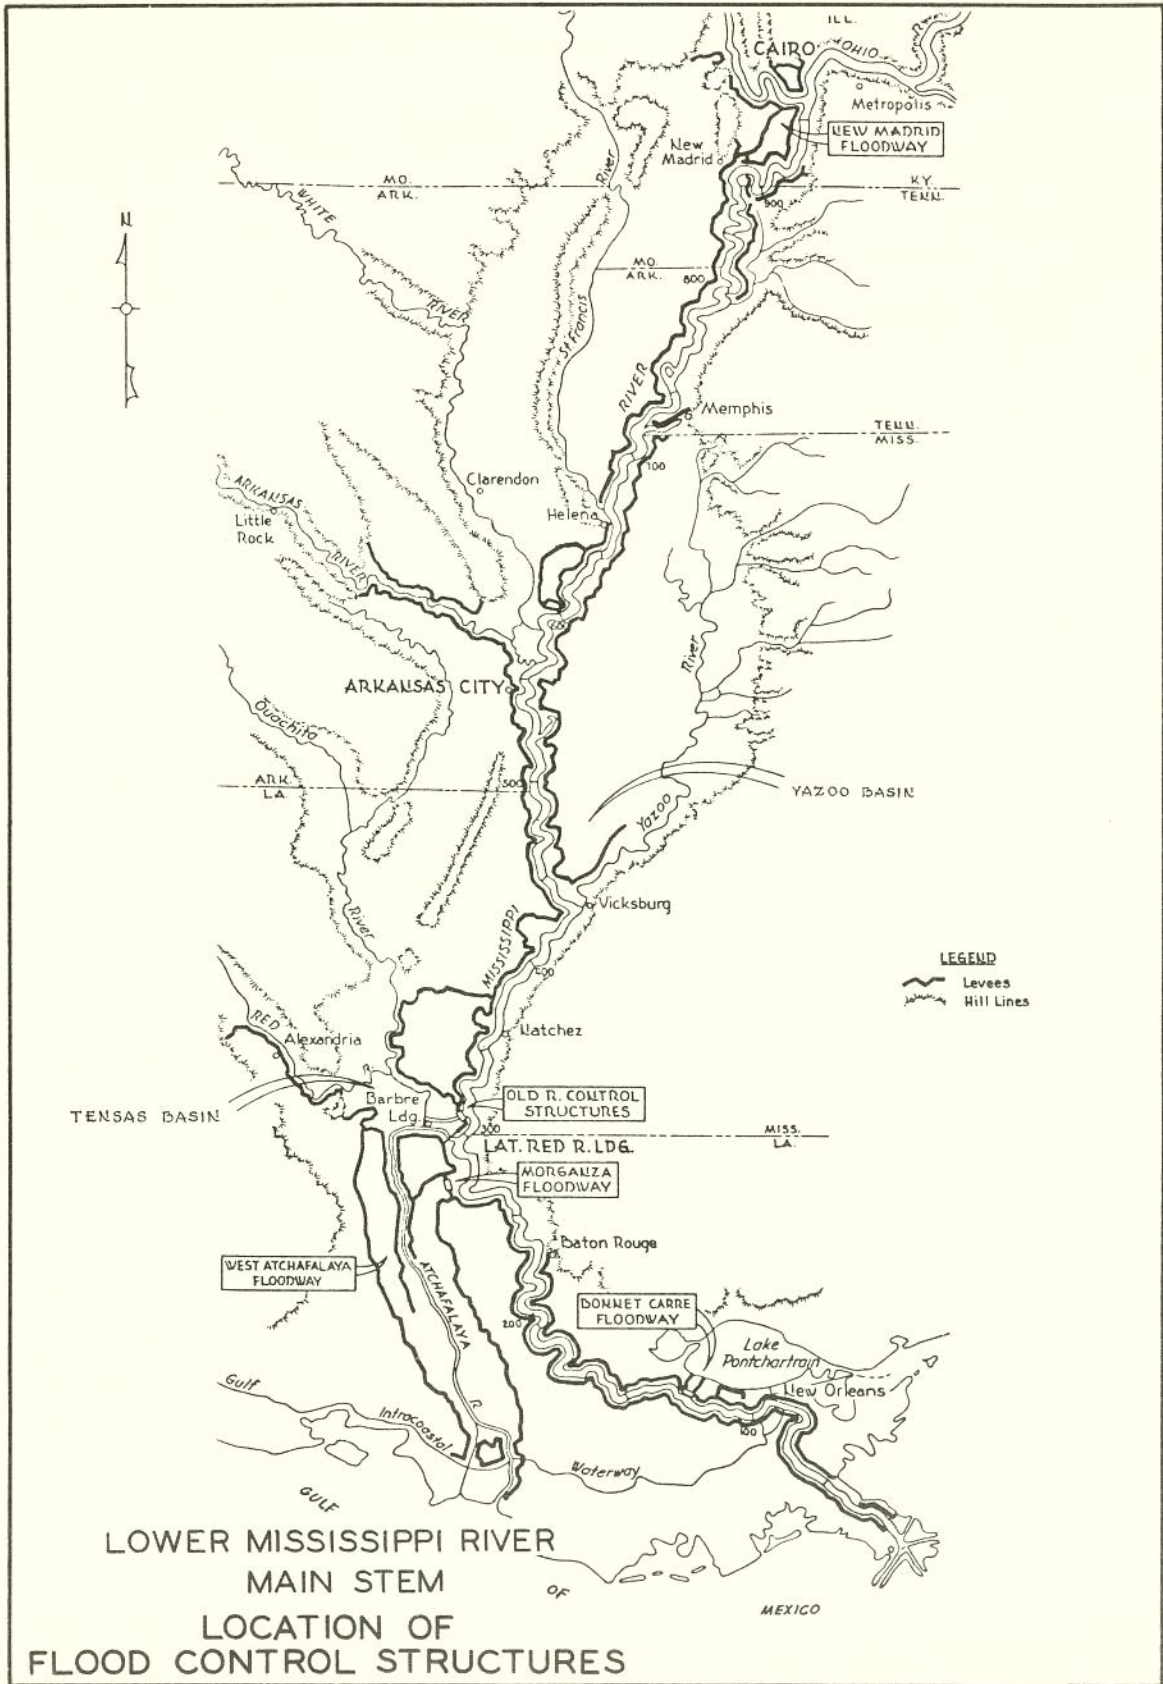 ILL.
CAIRO
OHIO
R
Metropolis
NEW MADRID
FLOODWAY
New
Madrid
River
MO.
ARK.
KY.
TENN.
WHITE
900
N
MO.
ARK.
800
RIVER
St Francis
RIVER
Memphis
TENN.
MISS.
700
Clarendon
ARKANSAS
Little
Rock
Helena
RIVER
600
River
ARKANSAS CITY
Ouachita
ARK.
LA.
500
YAZOO BASIN
Yazoo
Vicksburg
River
MISSISSIPPI
400
LEGEND
Levees
Hill Lines
RED
Natchez
Alexandria
R.
Barbre
Ldg.
OLD R. CONTROL
STRUCTURES
TENSAS BASIN
300
MISS.
LA.
LAT. RED R. LDG.
MORGANZA
FLOODWAY
Baton Rouge
WEST ATCHAFALAYA
FLOODWAY
ATCHAFALAYA
R.
BONNET CARRE
FLOODWAY
200
Lake
Pontchartrain
New Orleans
Gulf
Intracoastal
100
Waterway
GULF
OF
MEXICO
LOWER MISSISSIPPI RIVER
MAIN STEM
LOCATION OF
FLOOD CONTROL STRUCTURES